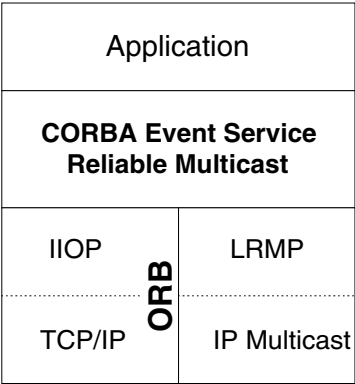 Application
CORBA Event Service
Reliable Multicast
IIOP
LRMP
ORB
TCP/IP
IP Multicast